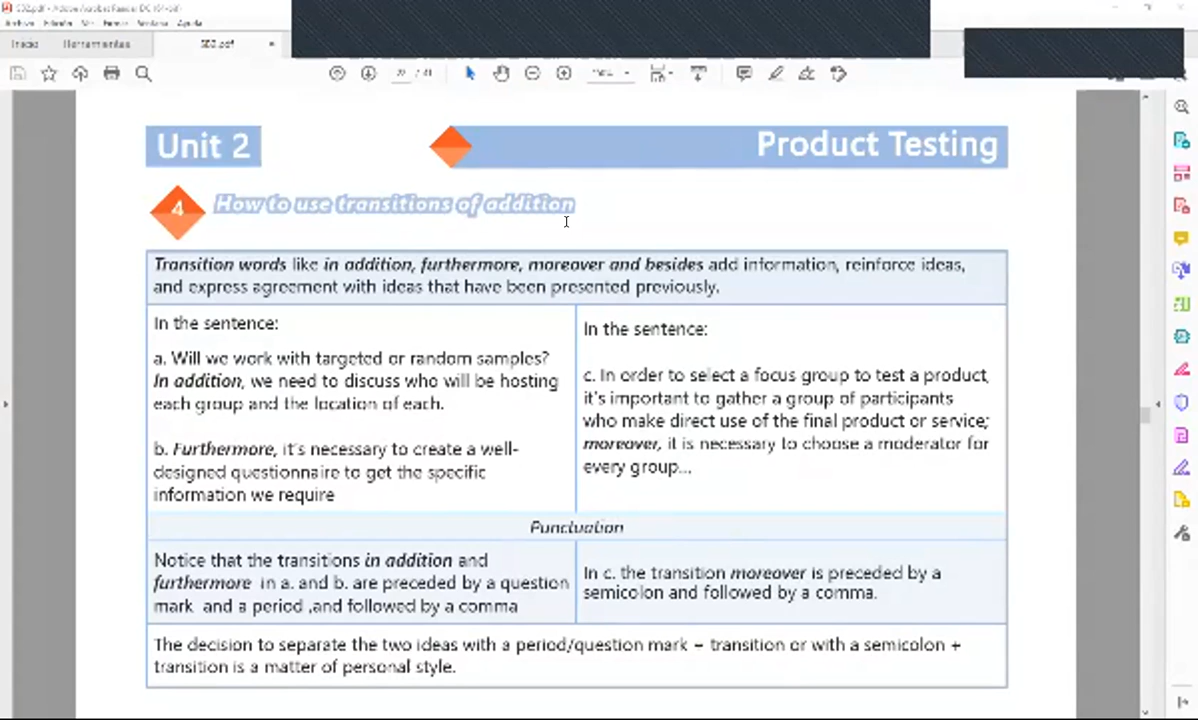 Inicio Herramientas
Unit 2
Product Testing
4 How to use transitions of addition
Transition words like in addition, furthermore, moreover and besides add information, reinforce ideas,
and express agreement with ideas that have been presented previously.
In the sentence:
a. Will we work with targeted or random samples?
In addition, we need to discuss who will be hosting
each group and the location of each.
b. Furthermore, it's necessary to create a well-
designed questionnaire to get the specific
information we require
In the sentence:
c. In order to select a focus group to test a product,
it's important to gather a group of participants
who make direct use of the final product or service;
moreover, it is necessary to choose a moderator for
every group...
Punctuation
Notice that the transitions in addition and
furthermore in a. and b. are preceded by a question
mark and a period ,and followed by a comma
In c. the transition moreover is preceded by a
semicolon and followed by a comma.
The decision to separate the two ideas with a period/question mark – transition or with a semicolon +
transition is a matter of personal style.